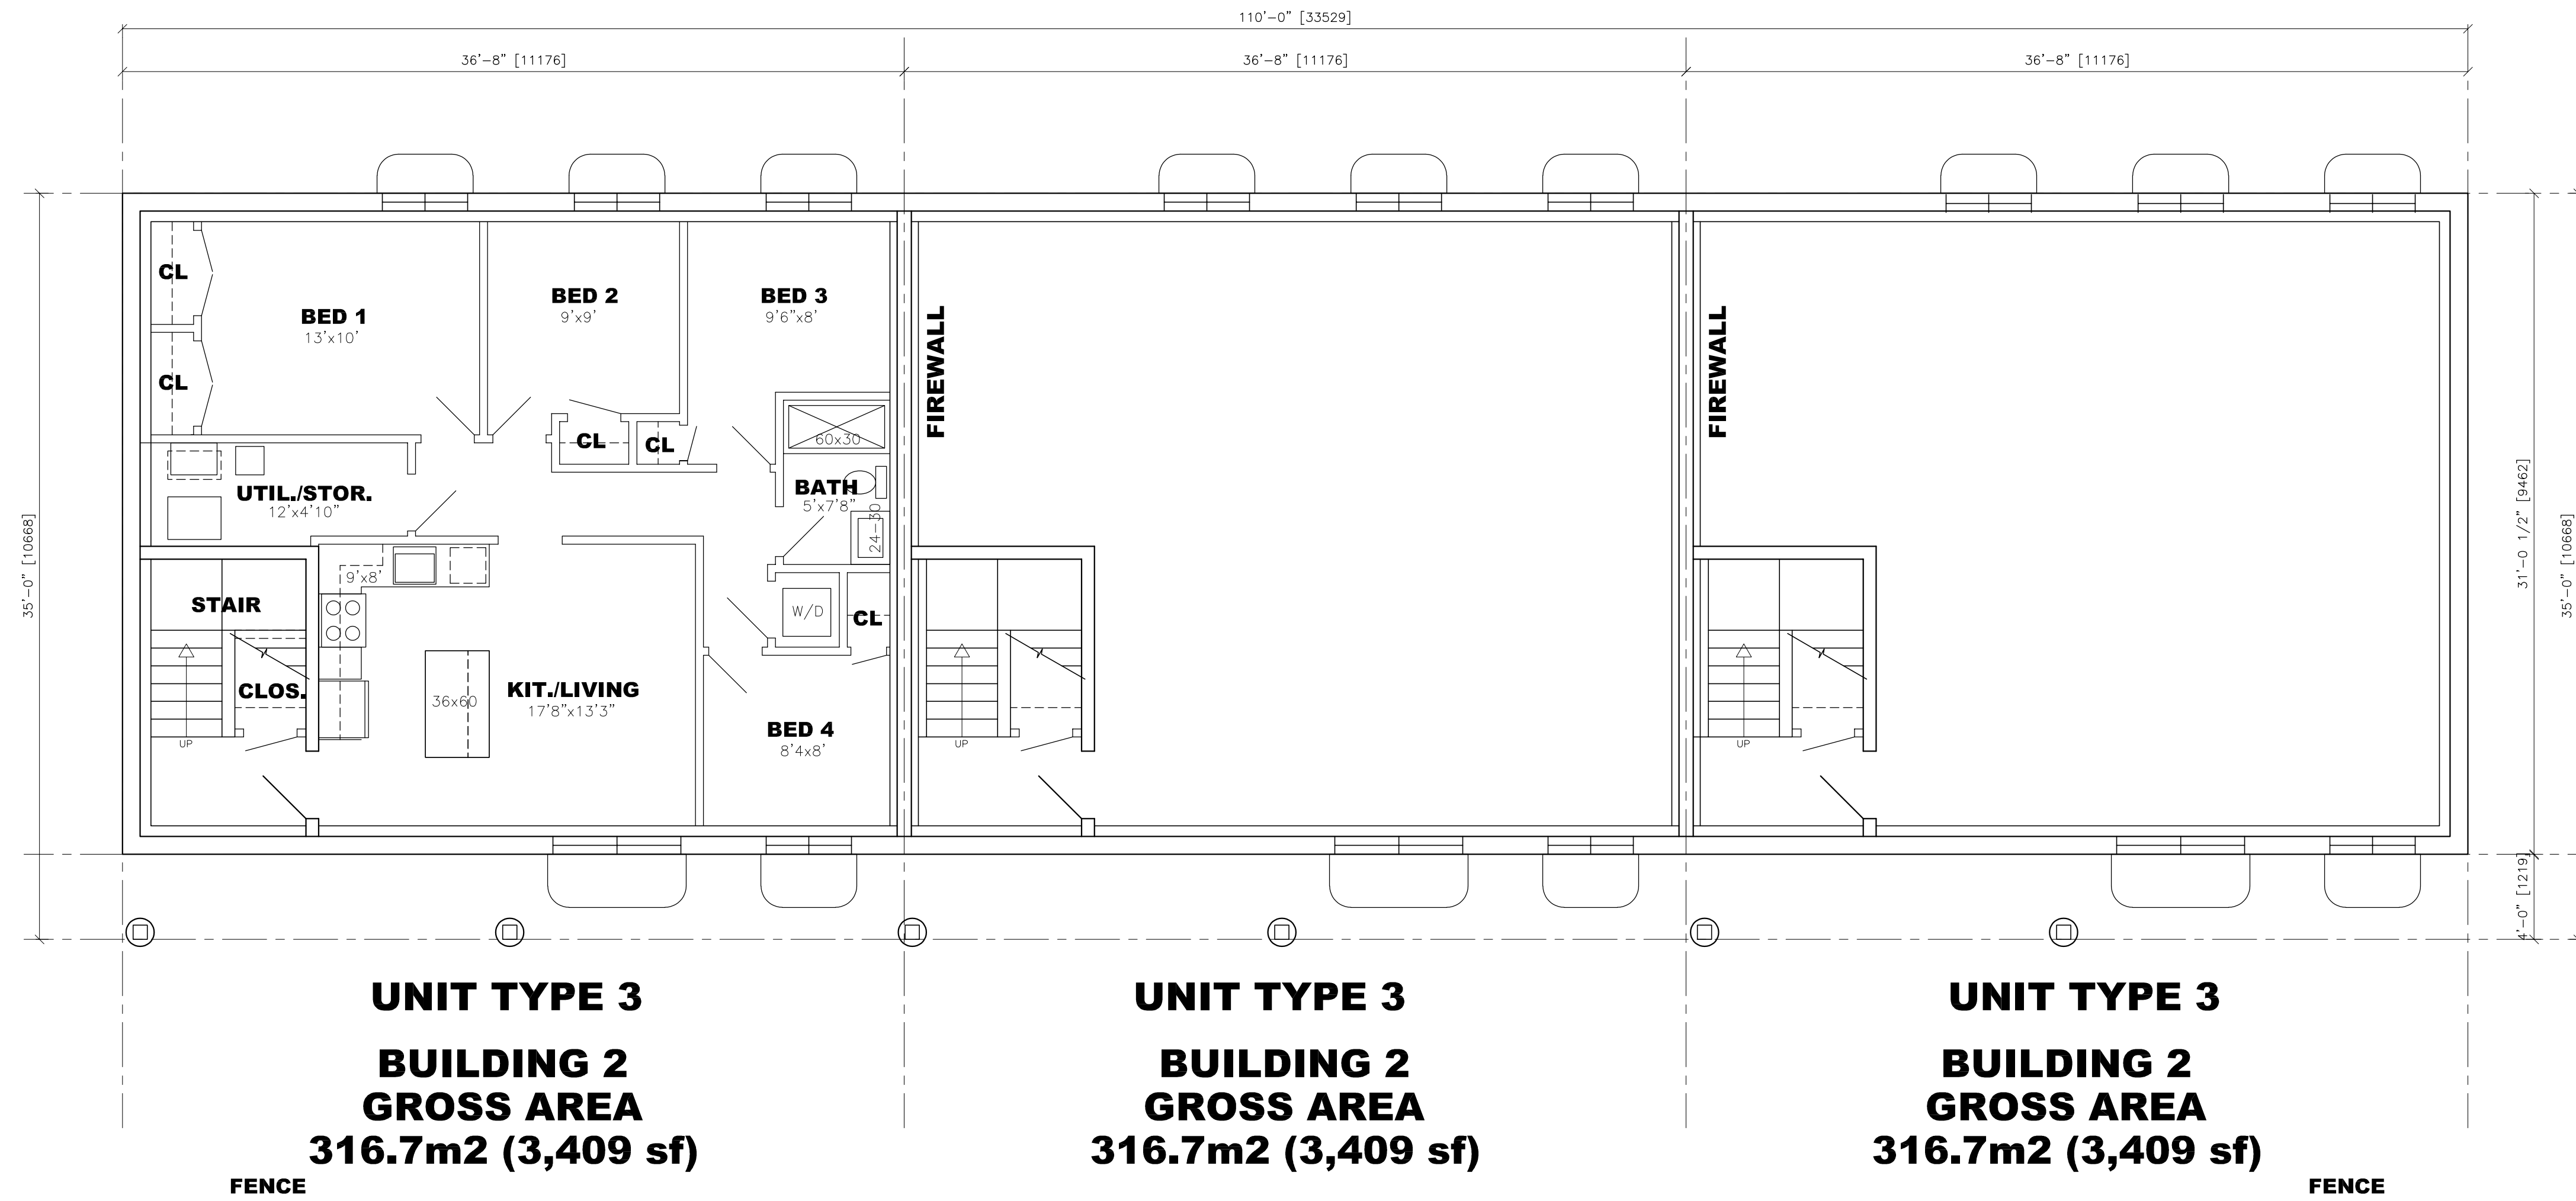 110'-0" [33529]
36'-8" [11176]
36'-8" [11176]
36'-8" [11176]
CL
BED 1
13'x10'
BED 2
9'x9'
BED 3
9'6"x8'
CL
CL
CL
60x30
UTIL./STOR.
12'x4'10"
BATH
5'x7'8"
24-30
9'x8'
STAIR
W/D
CL
CLOS.
36x60
KIT./LIVING
17'8"x13'3"
BED 4
8'4x8'
UP
FIREWALL
UP
FIREWALL
UP
35'-0" [10668]
31'-0 1/2" [9462]
35'-0" [10668]
4'-0" [1219]
UNIT TYPE 3
BUILDING 2
GROSS AREA
316.7m2 (3,409 sf)
UNIT TYPE 3
BUILDING 2
GROSS AREA
316.7m2 (3,409 sf)
UNIT TYPE 3
BUILDING 2
GROSS AREA
316.7m2 (3,409 sf)
FENCE
FENCE